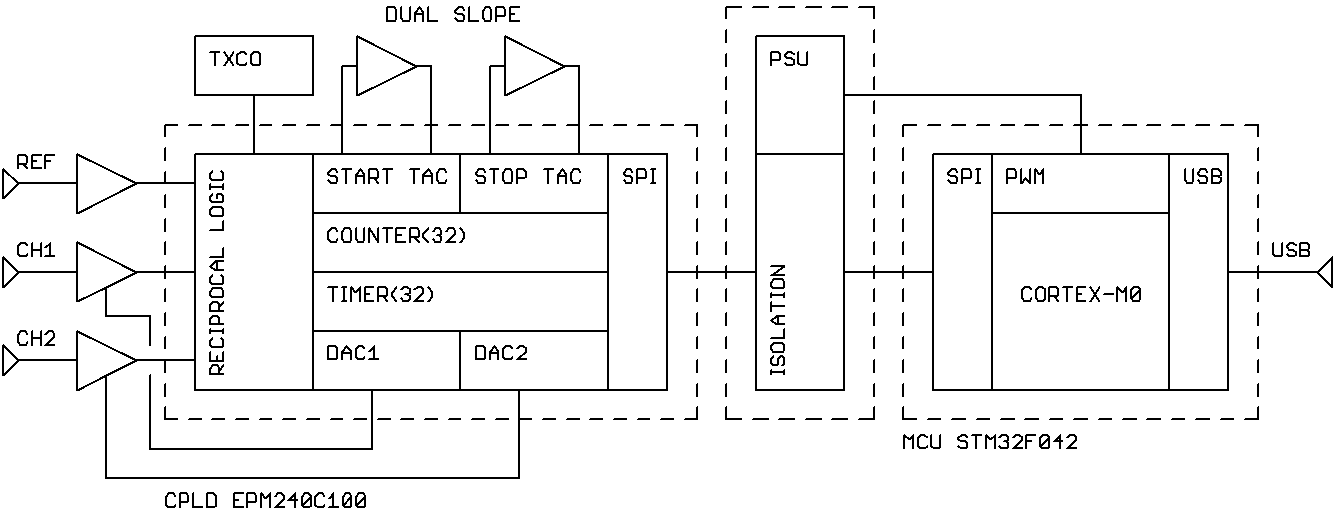 DUAL SLOPE
TXCO
PSU
REF
START TAC
STOP TAC
SPI
SPI
PWM
USB
RECIPROCAL LOGIC
CH1
COUNTER(32)
USB
TIMER(32)
ISOLATION
CORTEX-M0
CH2
DAC1
DAC2
MCU STM32F042
CPLD EPM240C100